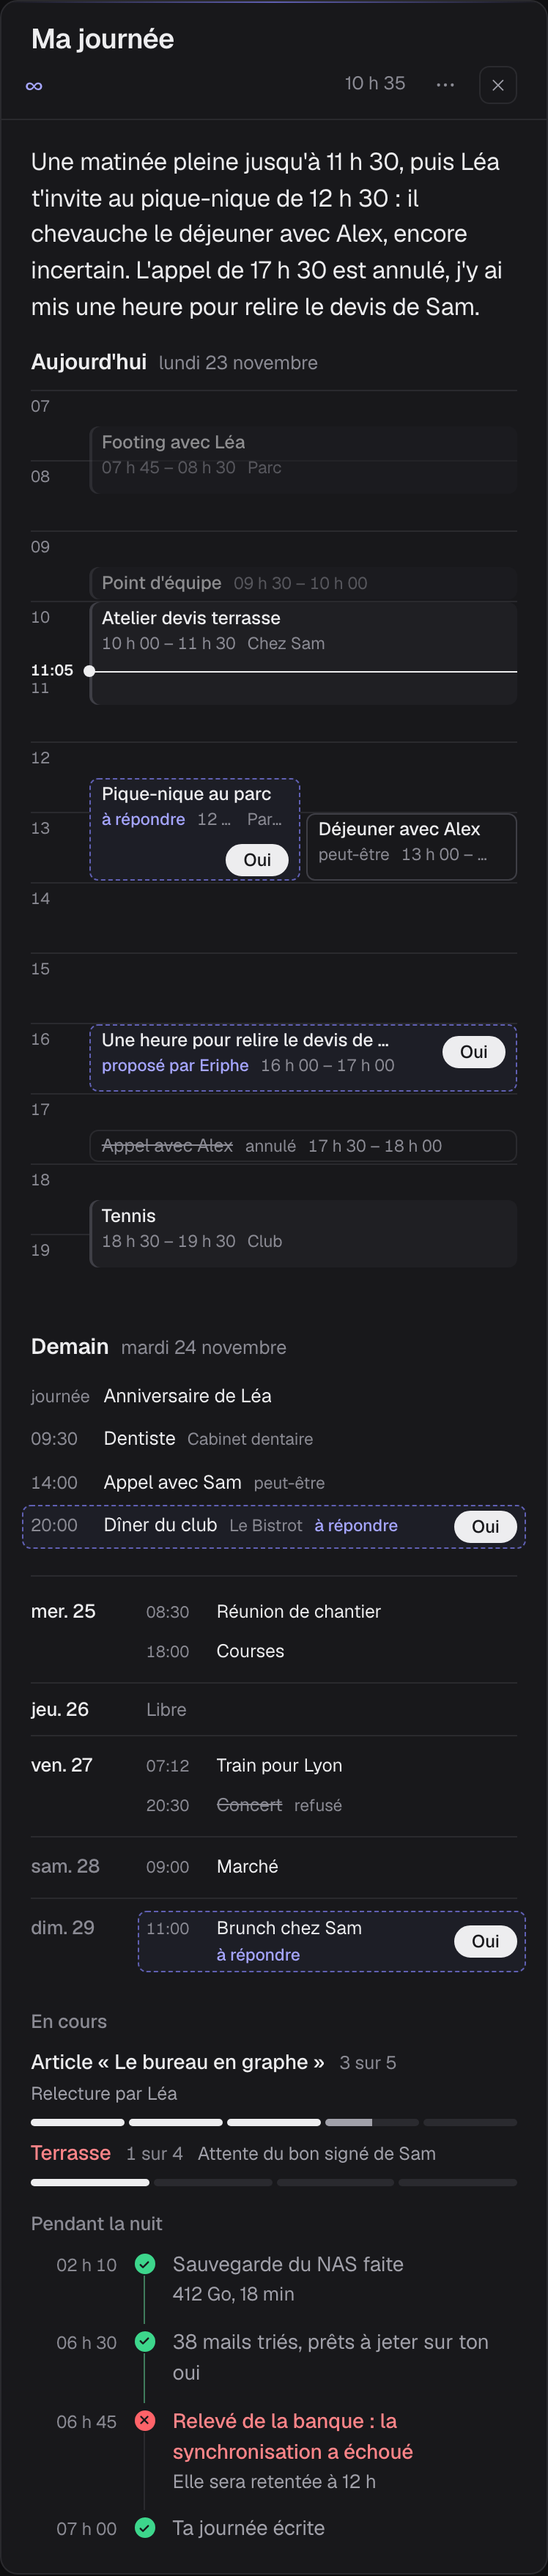 Ma journée
∞ 10 h 35 ··· ×
Une matinée pleine jusqu'à 11 h 30, puis Léa
t'invite au pique-nique de 12 h 30 : il
chevauche le déjeuner avec Alex, encore
incertain. L'appel de 17 h 30 est annulé, j'y ai
mis une heure pour relire le devis de Sam.
Aujourd'hui lundi 23 novembre
07
Footing avec Léa
07 h 45 – 08 h 30 Parc
08
09
Point d'équipe 09 h 30 – 10 h 00
10
Atelier devis terrasse
10 h 00 – 11 h 30 Chez Sam
11:05
11
12
Pique-nique au parc
à répondre 12 … Par…
Oui
13
Déjeuner avec Alex
peut-être 13 h 00 – …
14
15
16
Une heure pour relire le devis de …
proposé par Eriphe 16 h 00 – 17 h 00
Oui
17
Appel avec Alex annulé 17 h 30 – 18 h 00
18
Tennis
18 h 30 – 19 h 30 Club
19
Demain mardi 24 novembre
journée Anniversaire de Léa
09:30 Dentiste Cabinet dentaire
14:00 Appel avec Sam peut-être
20:00 Dîner du club Le Bistrot à répondre Oui
mer. 25 08:30 Réunion de chantier
18:00 Courses
jeu. 26 Libre
ven. 27 07:12 Train pour Lyon
20:30 Concert refusé
sam. 28 09:00 Marché
dim. 29 11:00 Brunch chez Sam
à répondre
Oui
En cours
Article « Le bureau en graphe » 3 sur 5
Relecture par Léa
Terrasse 1 sur 4 Attente du bon signé de Sam
Pendant la nuit
02 h 10 Sauvegarde du NAS faite
412 Go, 18 min
06 h 30 38 mails triés, prêts à jeter sur ton
oui
06 h 45 Relevé de la banque : la
synchronisation a échoué
Elle sera retentée à 12 h
07 h 00 Ta journée écrite